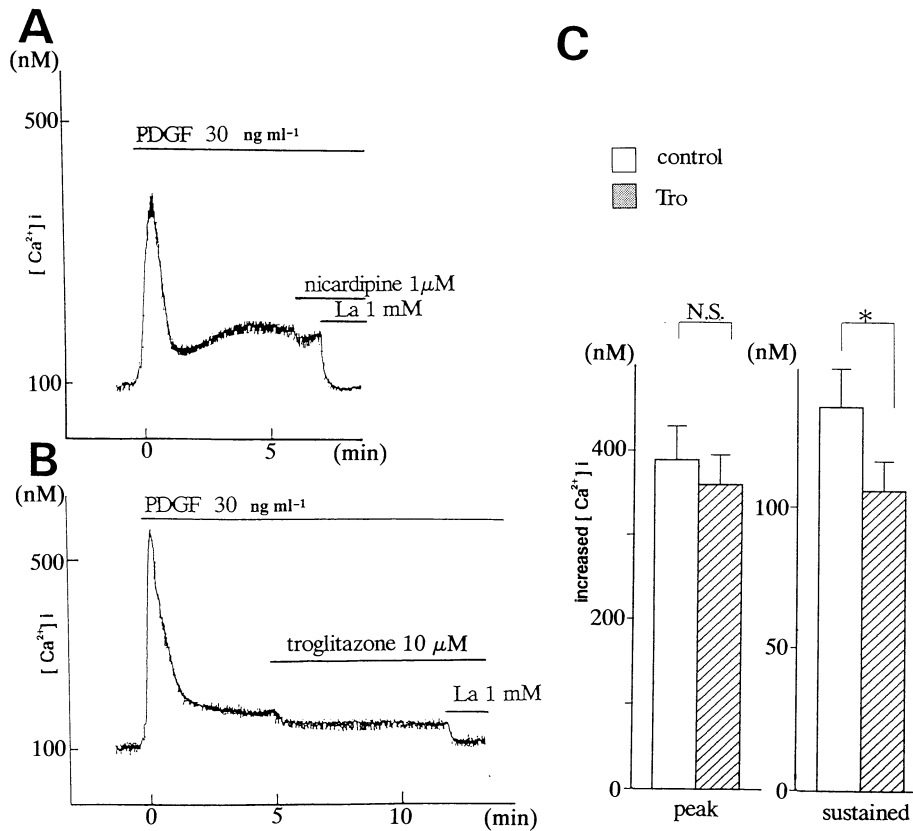 A
(nM)
500
PDGF 30 ng ml⁻¹
[ Ca²⁺] i
nicardipine 1μM
La 1 mM
100
0
5
(min)
B
(nM)
PDGF 30 ng ml⁻¹
500
[ Ca²⁺] i
troglitazone 10 μM
La 1 mM
100
0
5
10
(min)
C
control
Tro
N.S.
*
(nM)
(nM)
increased [ Ca²⁺] i
400
200
0
100
50
0
peak
sustained